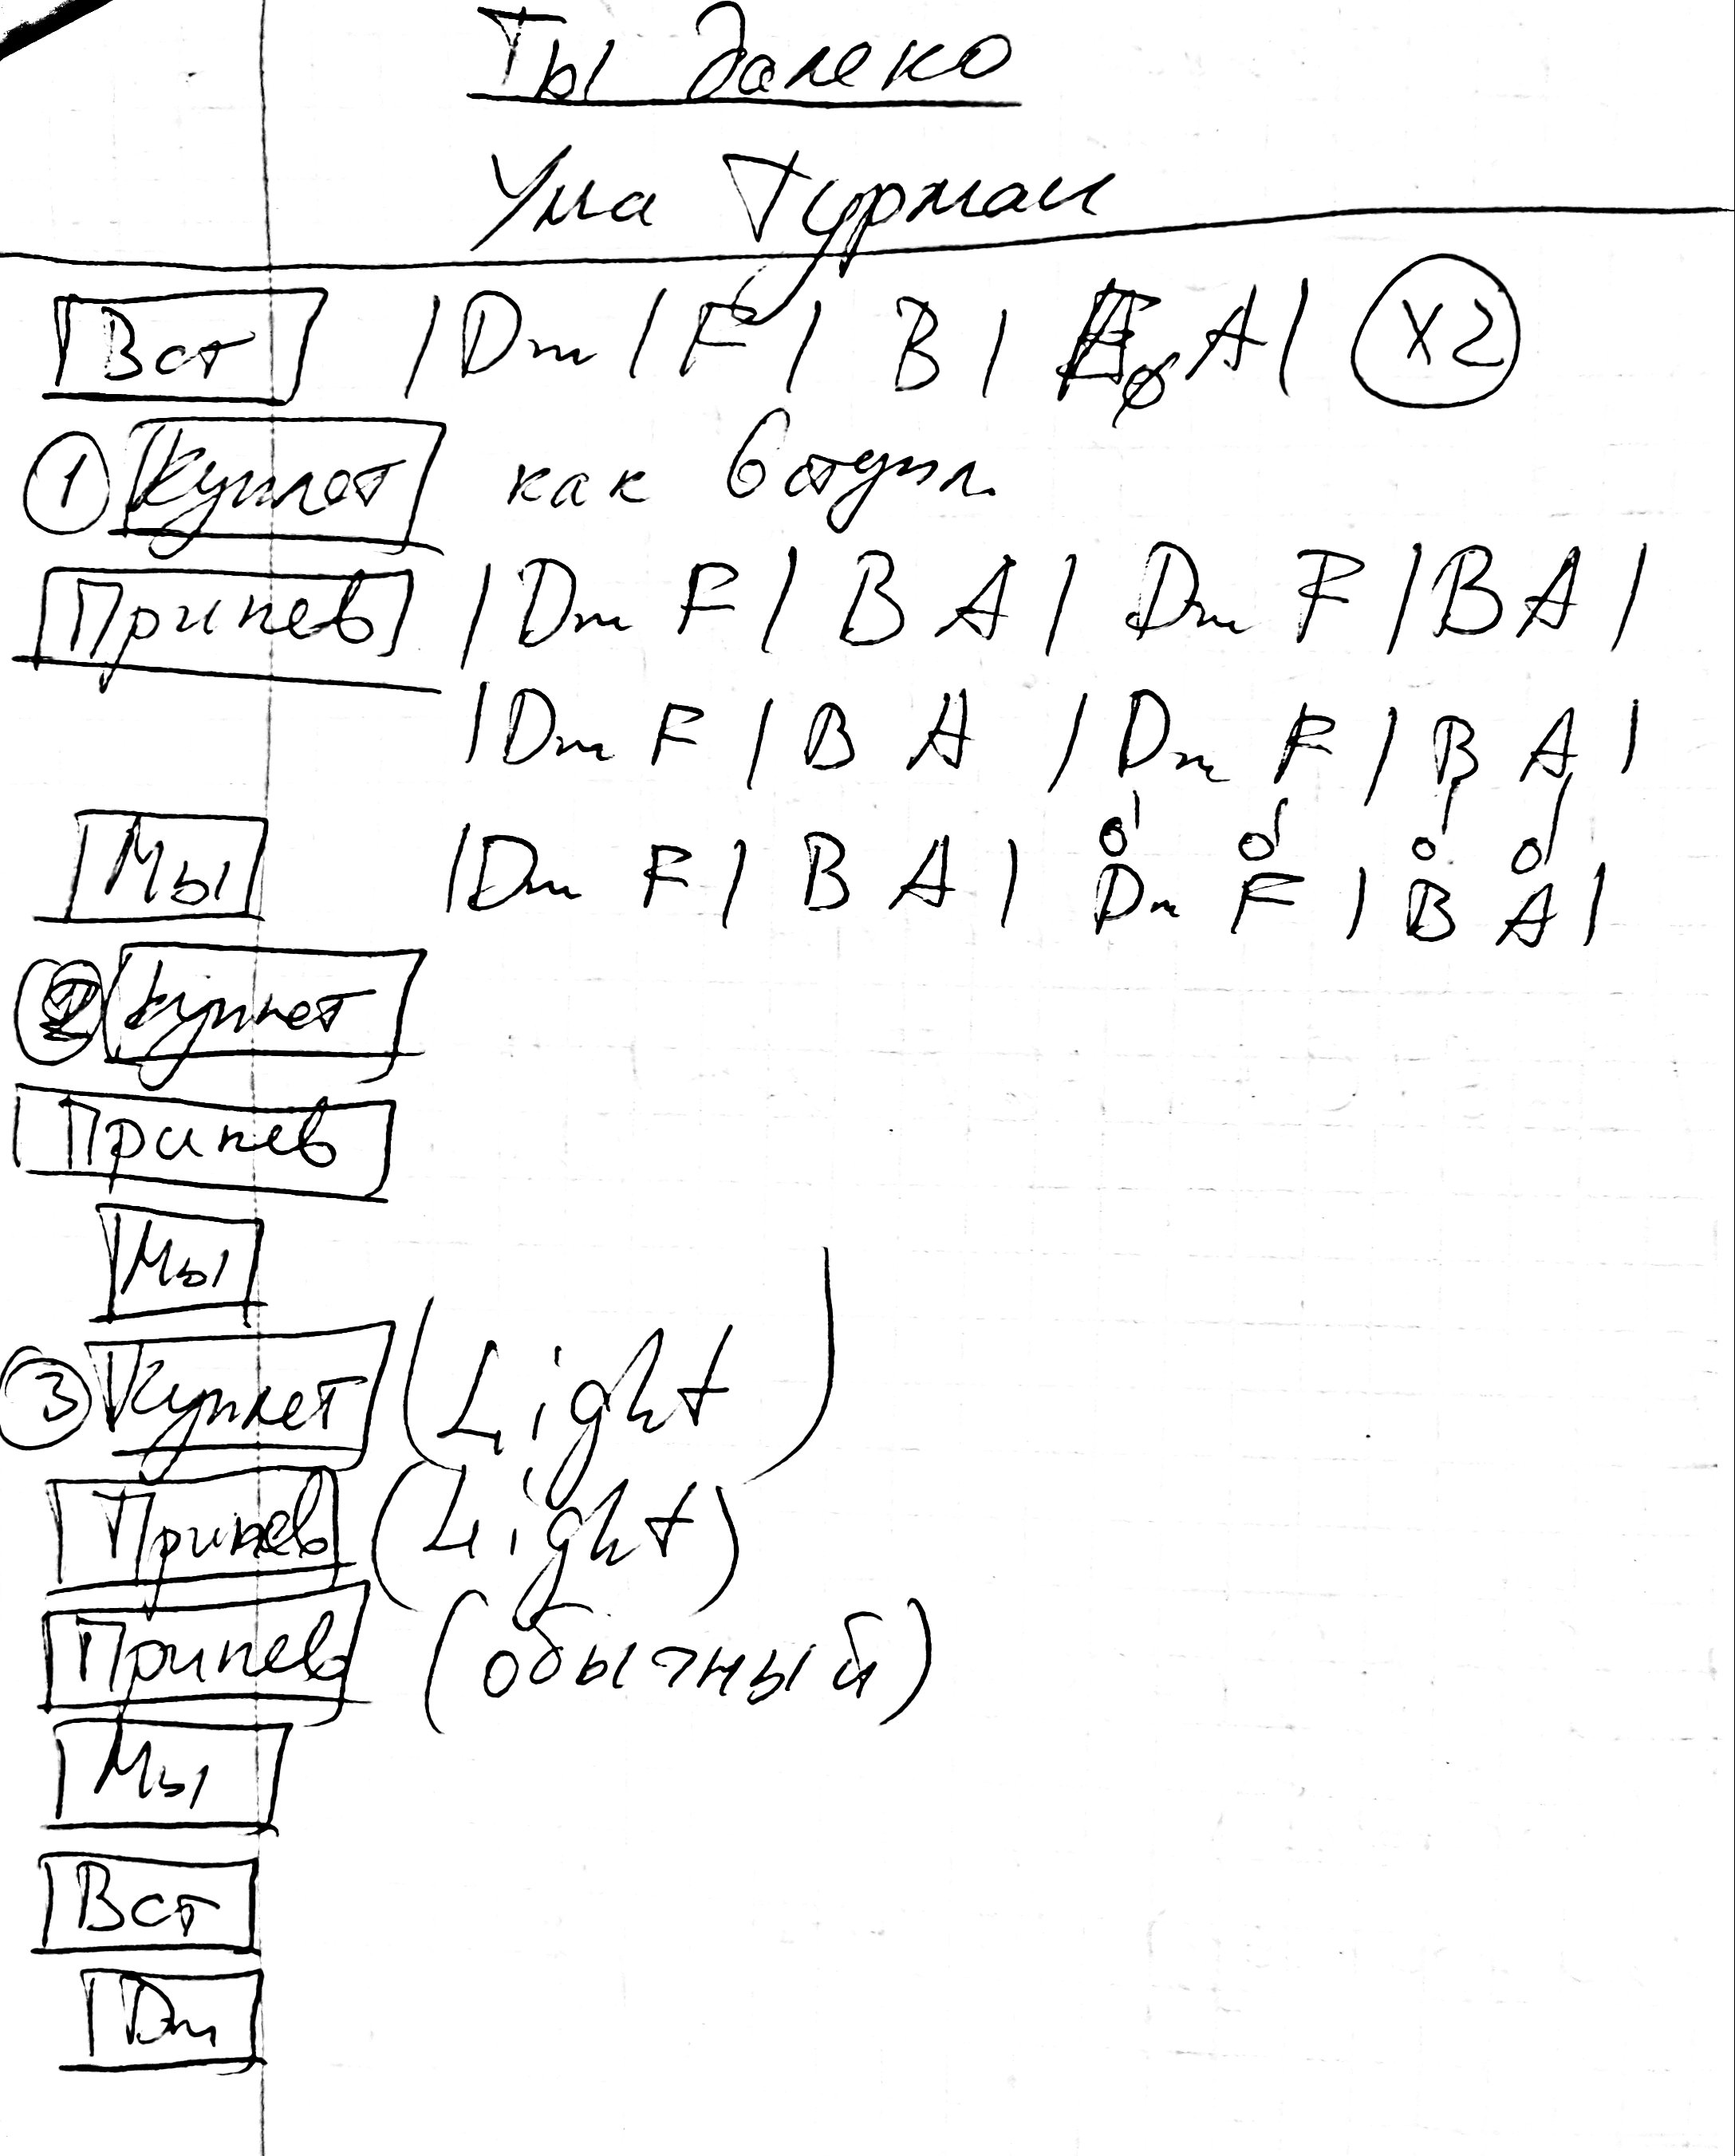 Ты далеко
Ума Турман
Вст | Dm | F | B | A | X2
1 Куплет как вступл.
Припев | Dm F | B A | Dm F | B A |
| Dm F | B A | Dm F | B A |
Мы | Dm F | B A | Dm F | B A |
2 Куплет
Припев
Мы
3 Куплет (Light)
Припев (Light)
Припев (обычный)
Мы
Вст
Dm